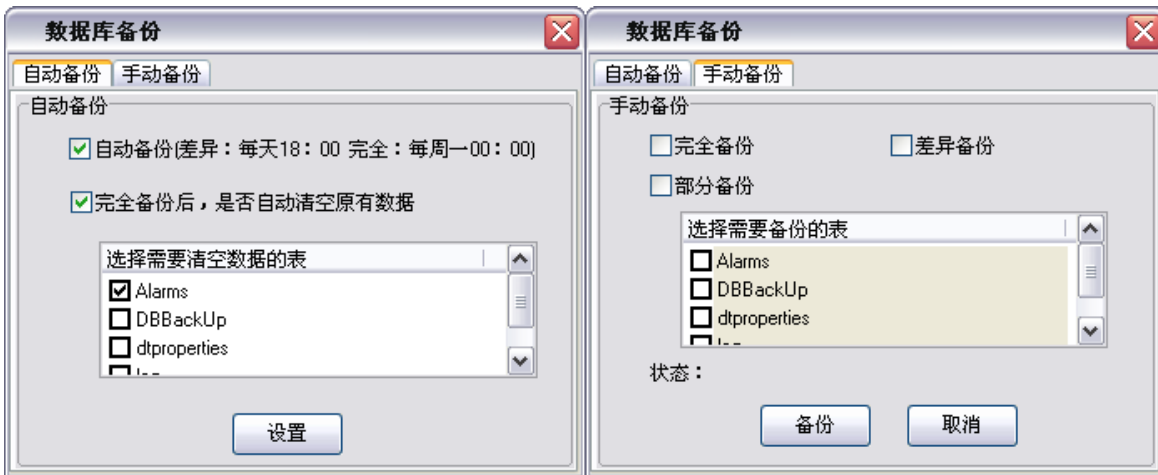 数据库备份
自动备份 手动备份
自动备份
自动备份(差异：每天18：00 完全：每周一00：00)
完全备份后，是否自动清空原有数据
选择需要清空数据的表
Alarms
DBBackUp
dtproperties
设置
数据库备份
自动备份 手动备份
手动备份
完全备份 差异备份
部分备份
选择需要备份的表
Alarms
DBBackUp
dtproperties
状态：
备份 取消